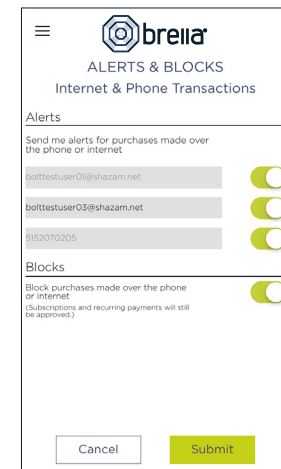 brella
ALERTS & BLOCKS
Internet & Phone Transactions
Alerts
Send me alerts for purchases made over
the phone or internet
bolttestuser01@shazam.net
bolttestuser03@shazam.net
5152070205
Blocks
Block purchases made over the phone
or internet
(Subscriptions and recurring payments will still
be approved.)
Cancel
Submit